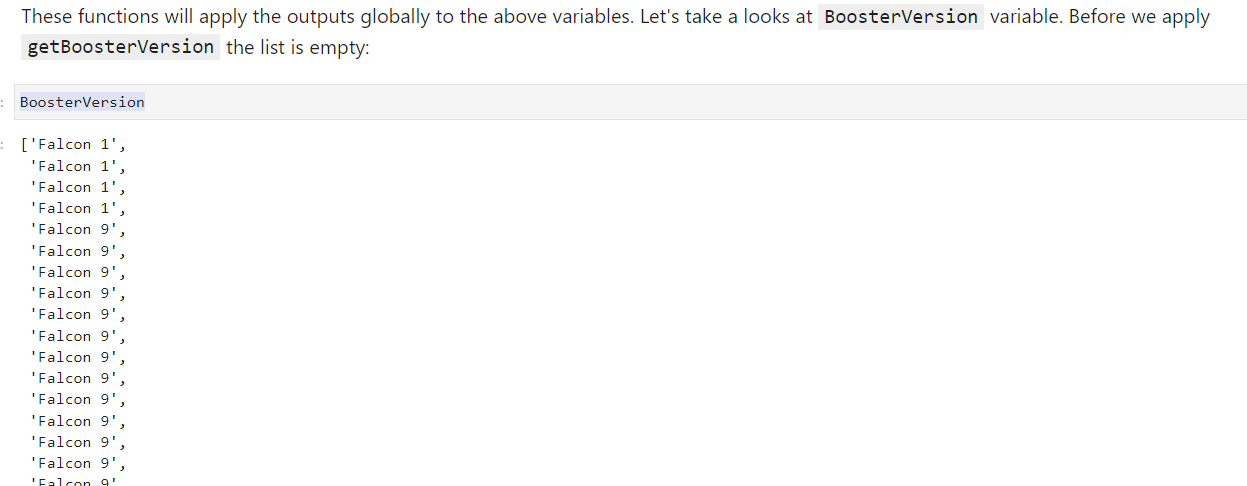 These functions will apply the outputs globally to the above variables. Let's take a looks at BoosterVersion variable. Before we apply
getBoosterVersion the list is empty:
: BoosterVersion
: ['Falcon 1',
'Falcon 1',
'Falcon 1',
'Falcon 1',
'Falcon 9',
'Falcon 9',
'Falcon 9',
'Falcon 9',
'Falcon 9',
'Falcon 9',
'Falcon 9',
'Falcon 9',
'Falcon 9',
'Falcon 9',
'Falcon 9',
'Falcon 9',
'Falcon 9'